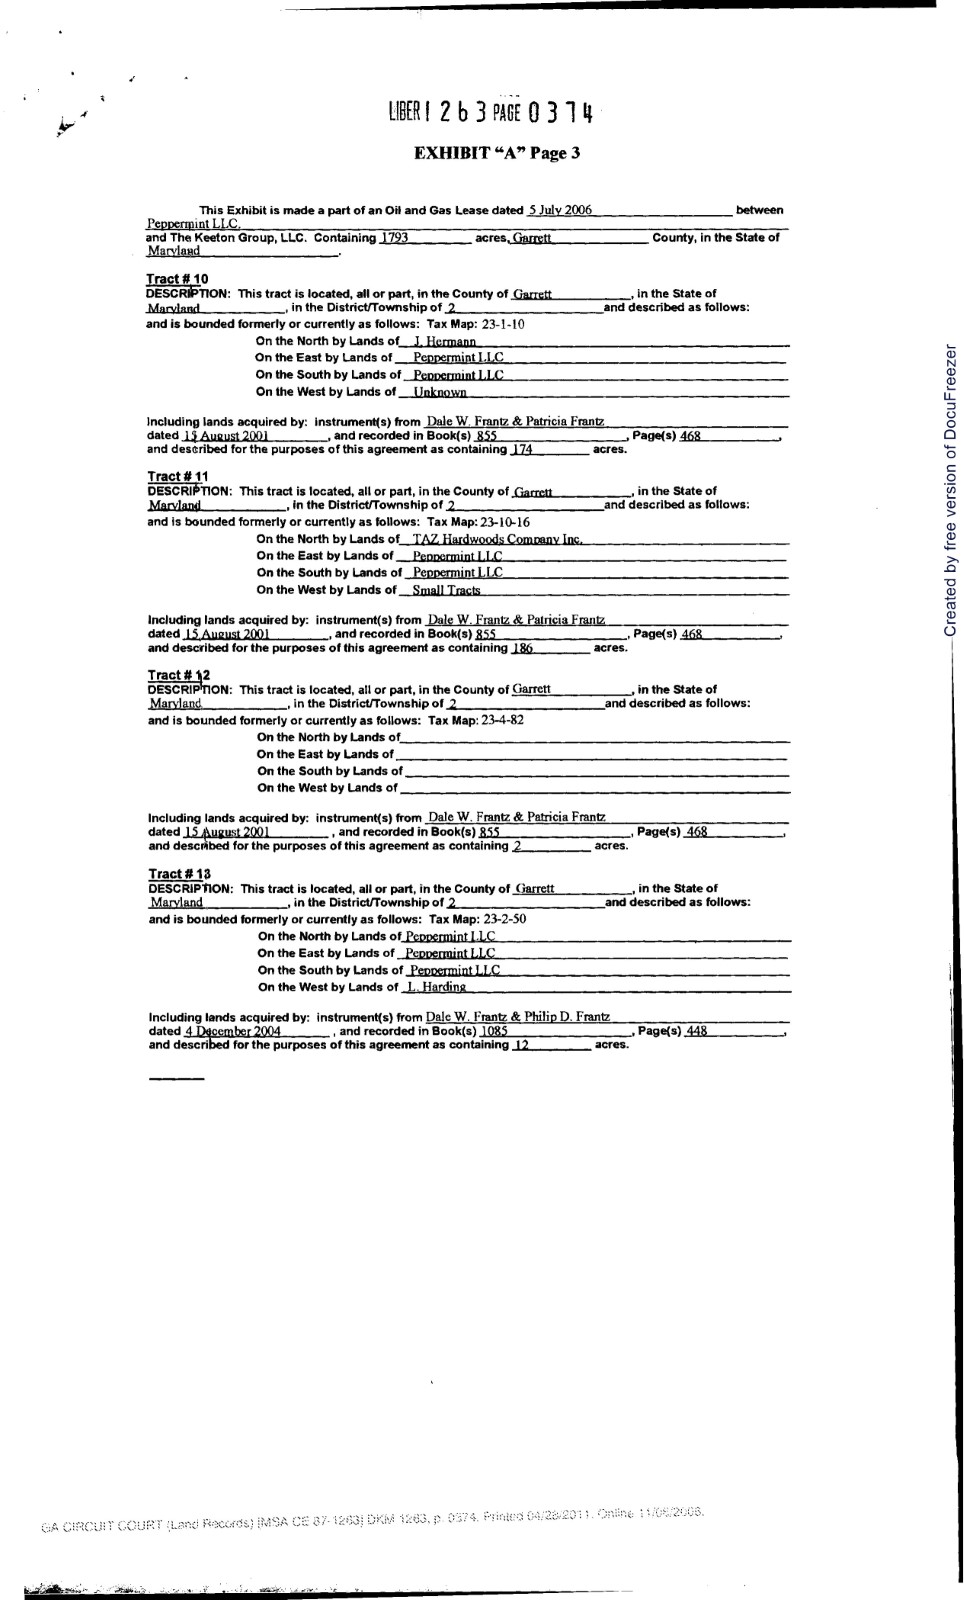 LIBER 1263 PAGE 0374
EXHIBIT “A” Page 3
This Exhibit is made a part of an Oil and Gas Lease dated 5 July 2006 between
Peppermint LLC.
and The Keeton Group, LLC. Containing 1793 acres, Garrett County, in the State of
Maryland.
Tract # 10
DESCRIPTION: This tract is located, all or part, in the County of Garrett, in the State of
Maryland, in the District/Township of 2 and described as follows:
and is bounded formerly or currently as follows: Tax Map: 23-1-10
On the North by Lands of J. Hermann
On the East by Lands of Peppermint LLC
On the South by Lands of Peppermint LLC
On the West by Lands of Unknown
Including lands acquired by: instrument(s) from Dale W. Frantz & Patricia Frantz
dated 15 August 2001, and recorded in Book(s) 855, Page(s) 468,
and described for the purposes of this agreement as containing 174 acres.
Tract # 11
DESCRIPTION: This tract is located, all or part, in the County of Garrett, in the State of
Maryland, in the District/Township of 2 and described as follows:
and is bounded formerly or currently as follows: Tax Map: 23-10-16
On the North by Lands of TAZ Hardwoods Company Inc.
On the East by Lands of Peppermint LLC
On the South by Lands of Peppermint LLC
On the West by Lands of Small Tracts
Including lands acquired by: instrument(s) from Dale W. Frantz & Patricia Frantz
dated 15 August 2001, and recorded in Book(s) 855, Page(s) 468,
and described for the purposes of this agreement as containing 186 acres.
Tract # 12
DESCRIPTION: This tract is located, all or part, in the County of Garrett, in the State of
Maryland, in the District/Township of 2 and described as follows:
and is bounded formerly or currently as follows: Tax Map: 23-4-82
On the North by Lands of
On the East by Lands of
On the South by Lands of
On the West by Lands of
Including lands acquired by: instrument(s) from Dale W. Frantz & Patricia Frantz
dated 15 August 2001, and recorded in Book(s) 855, Page(s) 468,
and described for the purposes of this agreement as containing 2 acres.
Tract # 13
DESCRIPTION: This tract is located, all or part, in the County of Garrett, in the State of
Maryland, in the District/Township of 2 and described as follows:
and is bounded formerly or currently as follows: Tax Map: 23-2-50
On the North by Lands of Peppermint LLC
On the East by Lands of Peppermint LLC
On the South by Lands of Peppermint LLC
On the West by Lands of L. Harding
Including lands acquired by: instrument(s) from Dale W. Frantz & Philip D. Frantz
dated 4 December 2004, and recorded in Book(s) 1085, Page(s) 448,
and described for the purposes of this agreement as containing 12 acres.
GA CIRCUIT COURT (Land Records) [MSA CE 87-1263] DKM 1263, p. 0374. Printed 04/28/2011. Online 11/06/2006.
Created by free version of DocuFreezer